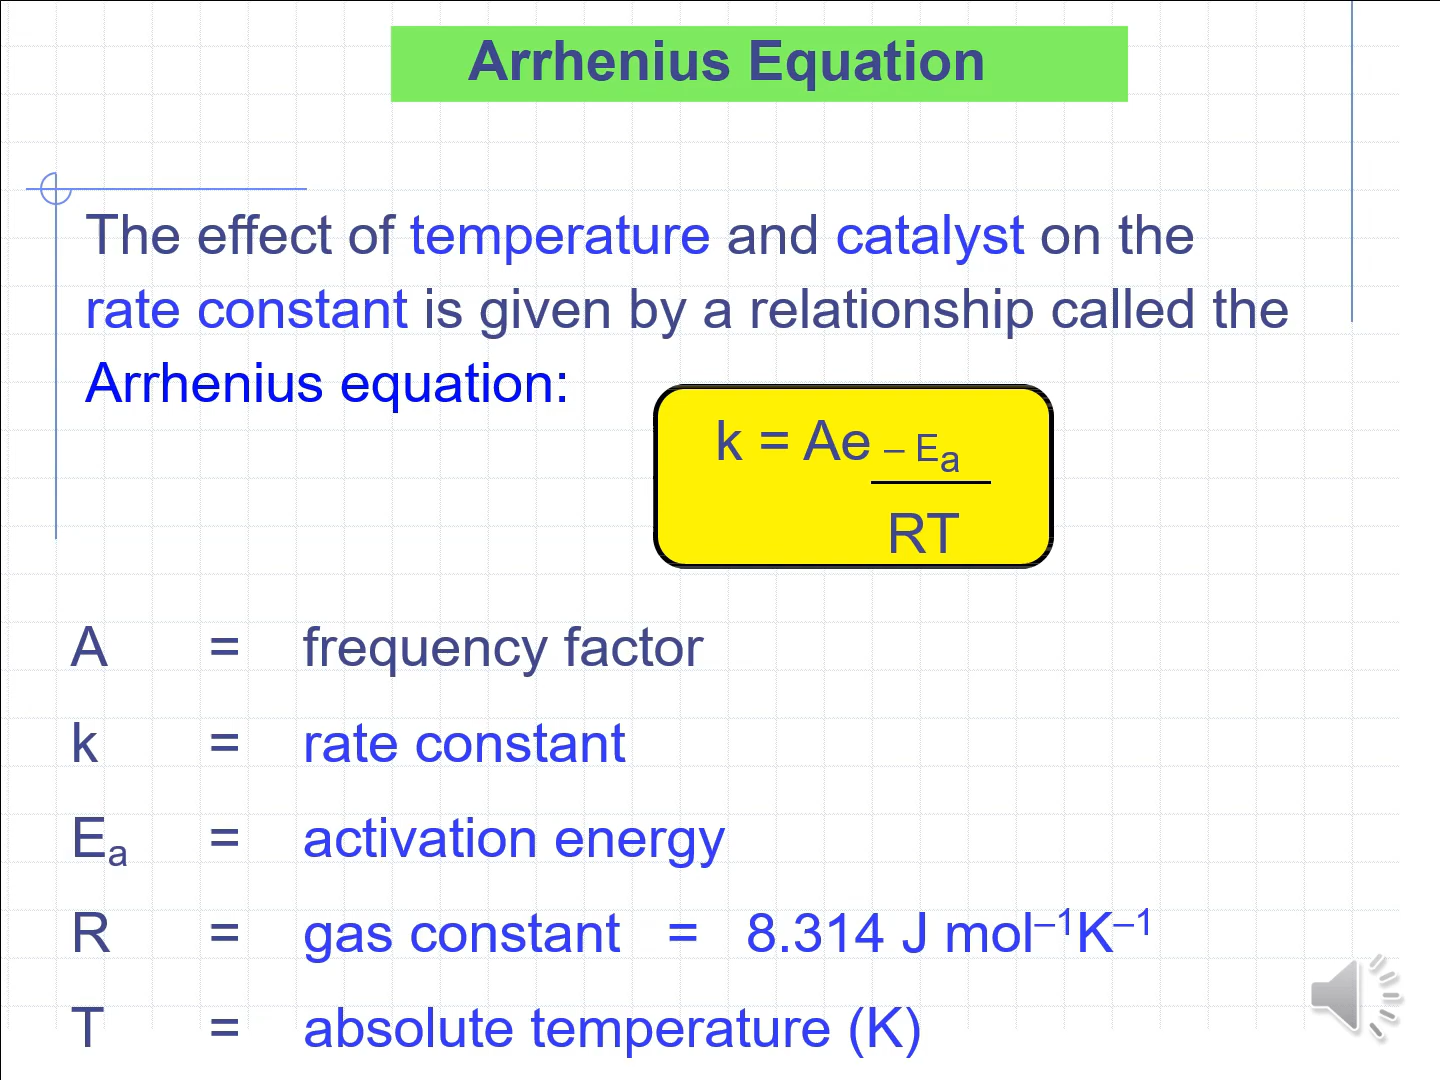 Arrhenius Equation
The effect of temperature and catalyst on the
rate constant is given by a relationship called the
Arrhenius equation:
k = Ae – Eₐ
RT
A = frequency factor
k = rate constant
Eₐ = activation energy
R = gas constant = 8.314 J mol⁻¹K⁻¹
T = absolute temperature (K)